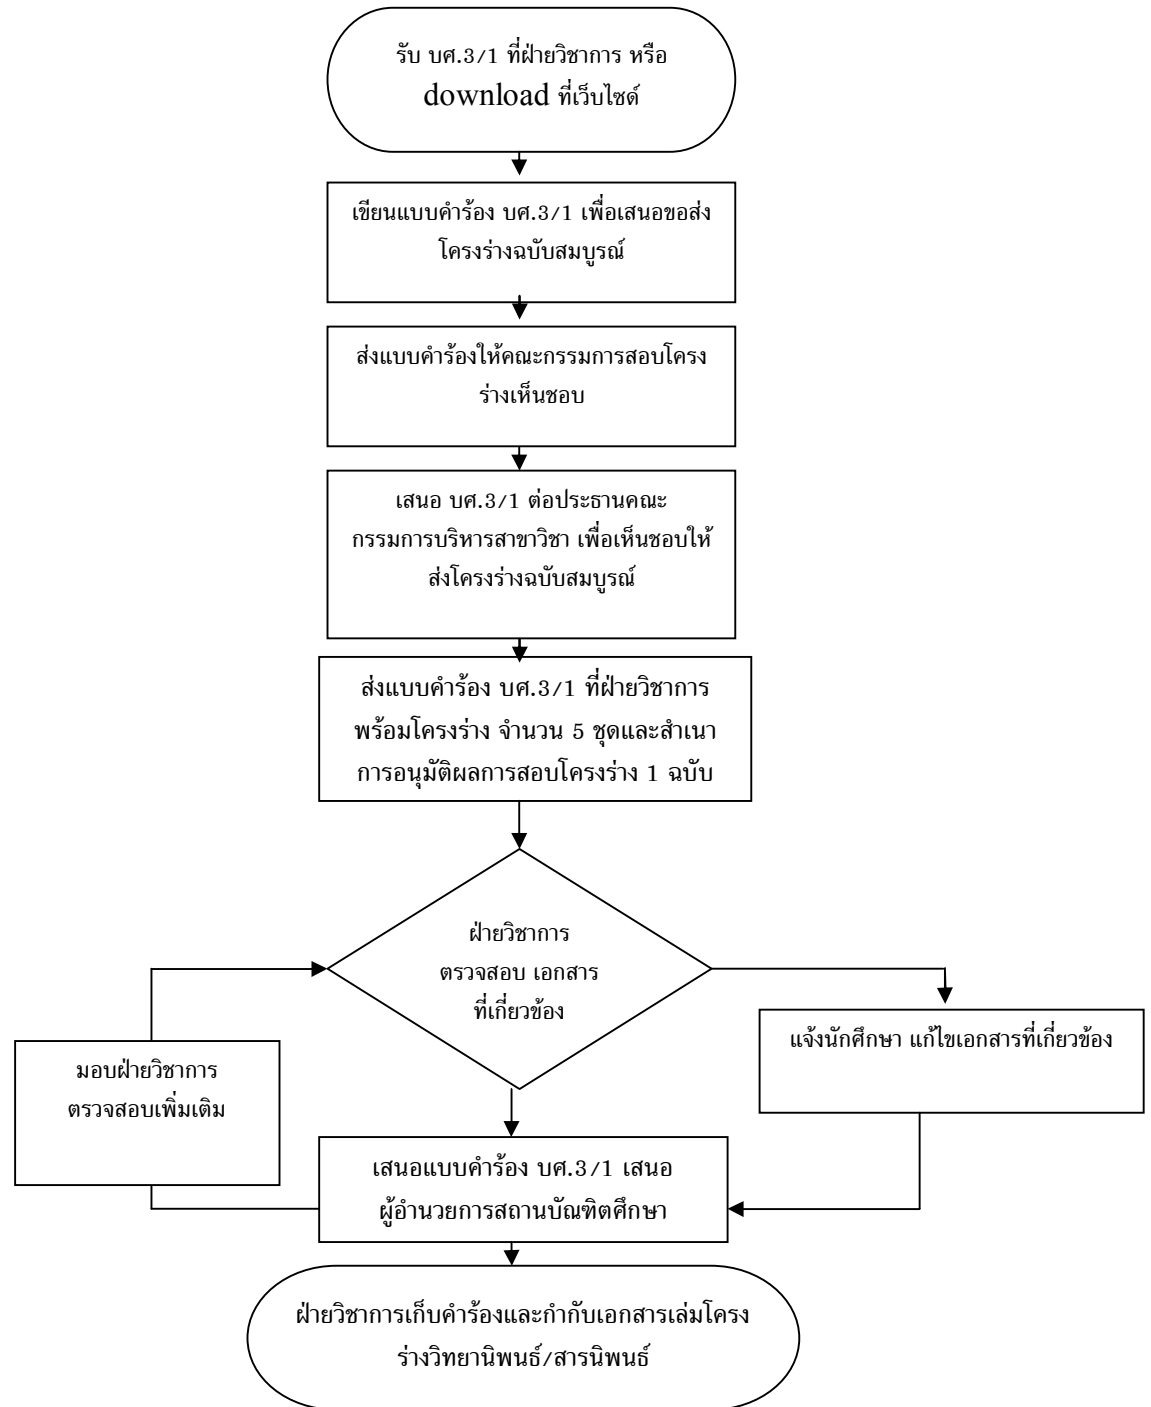 รับ บศ.3/1 ที่ฝ่ายวิชาการ หรือ
download ที่เว็บไซด์
เขียนแบบคำร้อง บศ.3/1 เพื่อเสนอขอส่ง
โครงร่างฉบับสมบูรณ์
ส่งแบบคำร้องให้คณะกรรมการสอบโครง
ร่างเห็นชอบ
เสนอ บศ.3/1 ต่อประธานคณะ
กรรมการบริหารสาขาวิชา เพื่อเห็นชอบให้
ส่งโครงร่างฉบับสมบูรณ์
ส่งแบบคำร้อง บศ.3/1 ที่ฝ่ายวิชาการ
พร้อมโครงร่าง จำนวน 5 ชุดและสำเนา
การอนุมัติผลการสอบโครงร่าง 1 ฉบับ
ฝ่ายวิชาการ
ตรวจสอบ เอกสาร
ที่เกี่ยวข้อง
แจ้งนักศึกษา แก้ไขเอกสารที่เกี่ยวข้อง
มอบฝ่ายวิชาการ
ตรวจสอบเพิ่มเติม
เสนอแบบคำร้อง บศ.3/1 เสนอ
ผู้อำนวยการสถานบัณฑิตศึกษา
ฝ่ายวิชาการเก็บคำร้องและกำกับเอกสารเล่มโครง
ร่างวิทยานิพนธ์/สารนิพนธ์